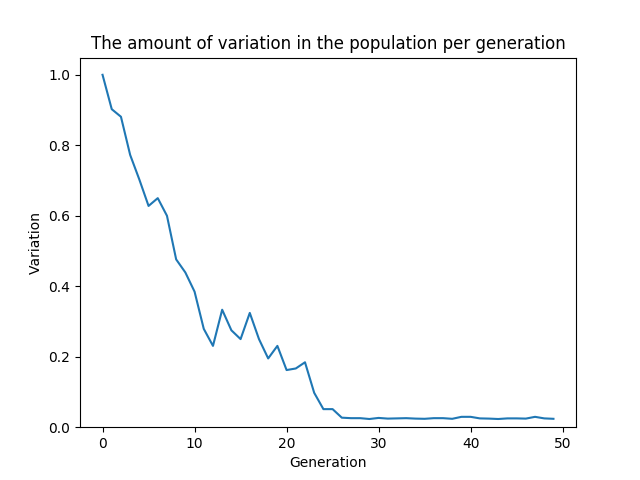 The amount of variation in the population per generation
1.0
0.8
0.6
0.4
0.2
0.0
Variation
0 10 20 30 40 50
Generation